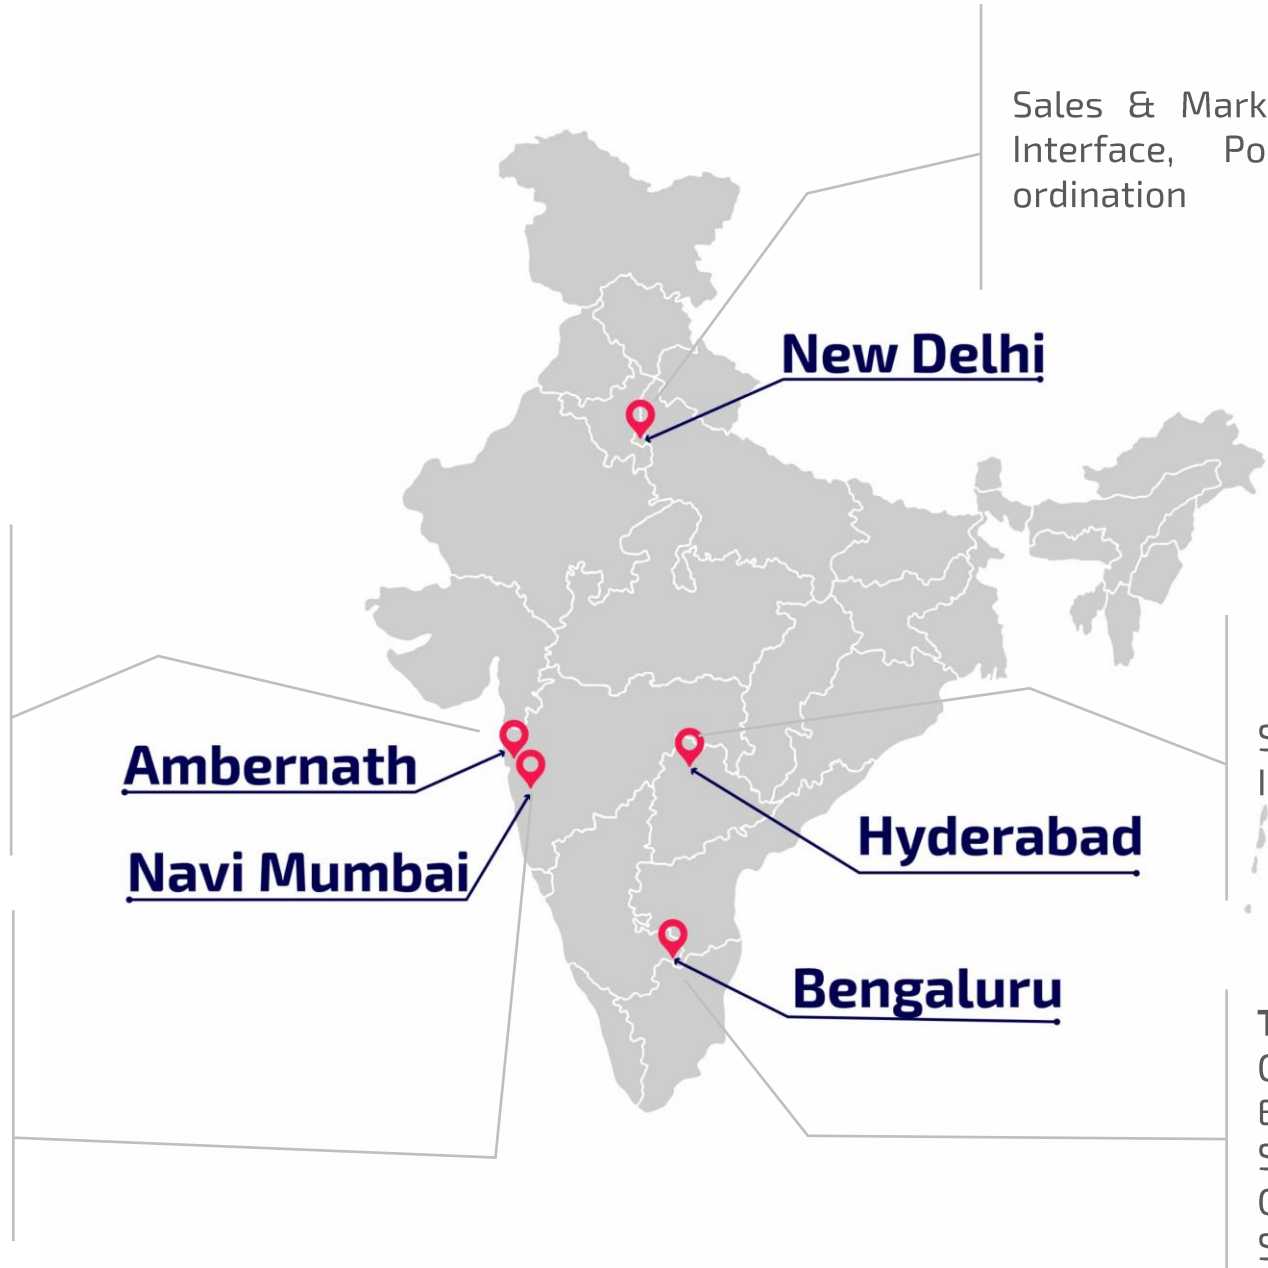 Sales & Mark
Interface, Po
ordination
New Delhi
Ambernath
Navi Mumbai
Hyderabad
Bengaluru